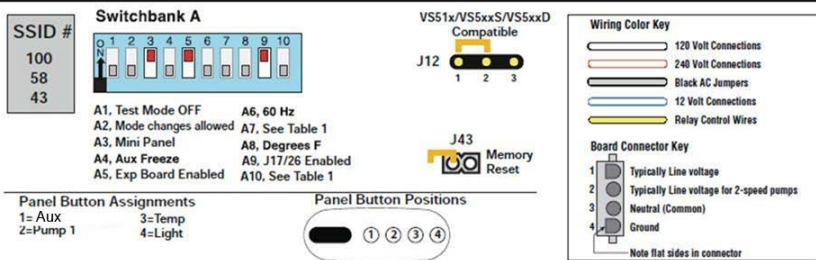 SSID #
100
58
43
Switchbank A
ON
1 2 3 4 5 6 7 8 9 10
A1, Test Mode OFF
A2, Mode changes allowed
A3, Mini Panel
A4, Aux Freeze
A5, Exp Board Enabled
A6, 60 Hz
A7, See Table 1
A8, Degrees F
A9, J17/26 Enabled
A10, See Table 1
VS51x/VS5xxS/VS5xxD
Compatible
J12
1 2 3
J43
Memory
Reset
Panel Button Assignments
1= Aux
2=Pump 1
3=Temp
4=Light
Panel Button Positions
1 2 3 4
Wiring Color Key
120 Volt Connections
240 Volt Connections
Black AC Jumpers
12 Volt Connections
Relay Control Wires
Board Connector Key
1 Typically Line voltage
2 Typically Line voltage for 2-speed pumps
3 Neutral (Common)
4 Ground
Note flat sides in connector